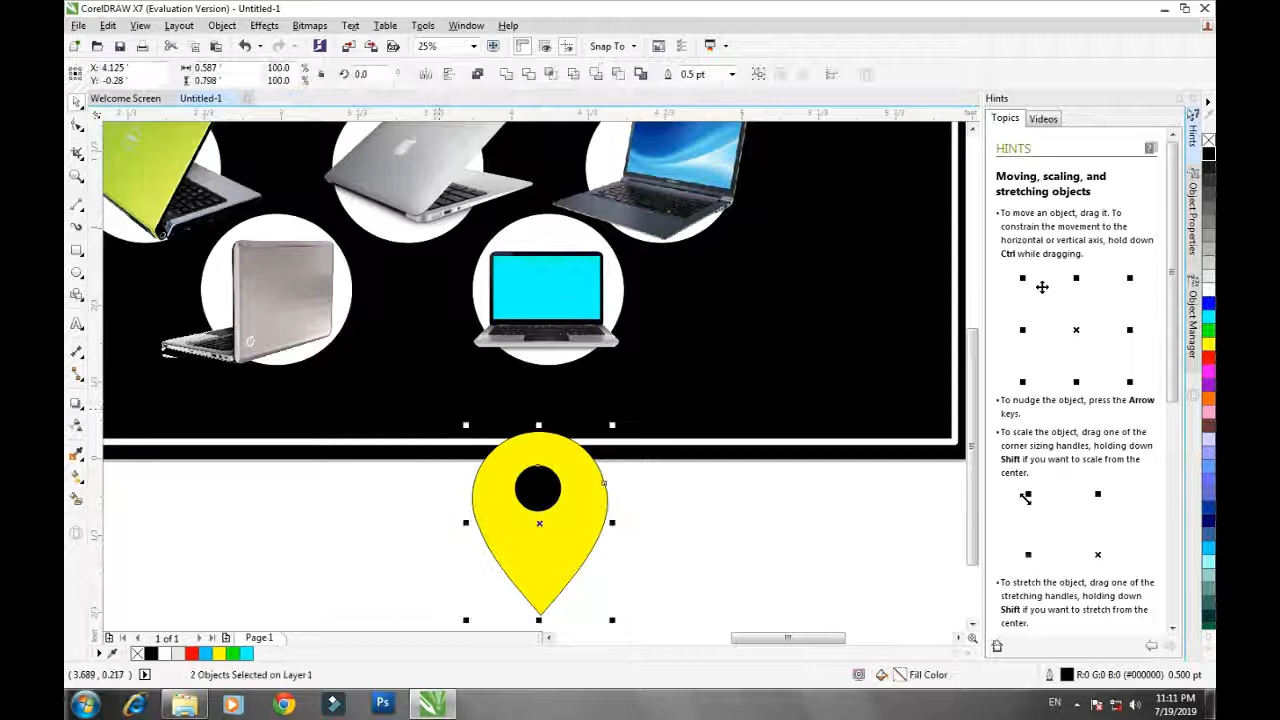 CorelDRAW X7 (Evaluation Version) - Untitled-1
File Edit View Layout Object Effects Bitmaps Text Table Tools Window Help
25% Snap To
X: 4.125 ' 0.587 ' 100.0 %
Y: -0.28 ' 0.798 ' 100.0 %
0.0 ° 0.5 pt
Welcome Screen Untitled-1
Hints
Topics Videos
HINTS
Moving, scaling, and
stretching objects
• To move an object, drag it. To
constrain the movement to the
horizontal or vertical axis, hold down
Ctrl while dragging.
• To nudge the object, press the Arrow
keys.
• To scale the object, drag one of the
corner sizing handles, holding down
Shift if you want to scale from the
center.
• To stretch the object, drag one of the
stretching handles, holding down
Shift if you want to stretch from the
center.
Hints
Object Properties
Object Manager
1 of 1 Page 1
( 3.689, 0.217 ) 2 Objects Selected on Layer 1 Fill Color R:0 G:0 B:0 (#000000) 0.500 pt
Ps EN 11:11 PM
7/19/2019